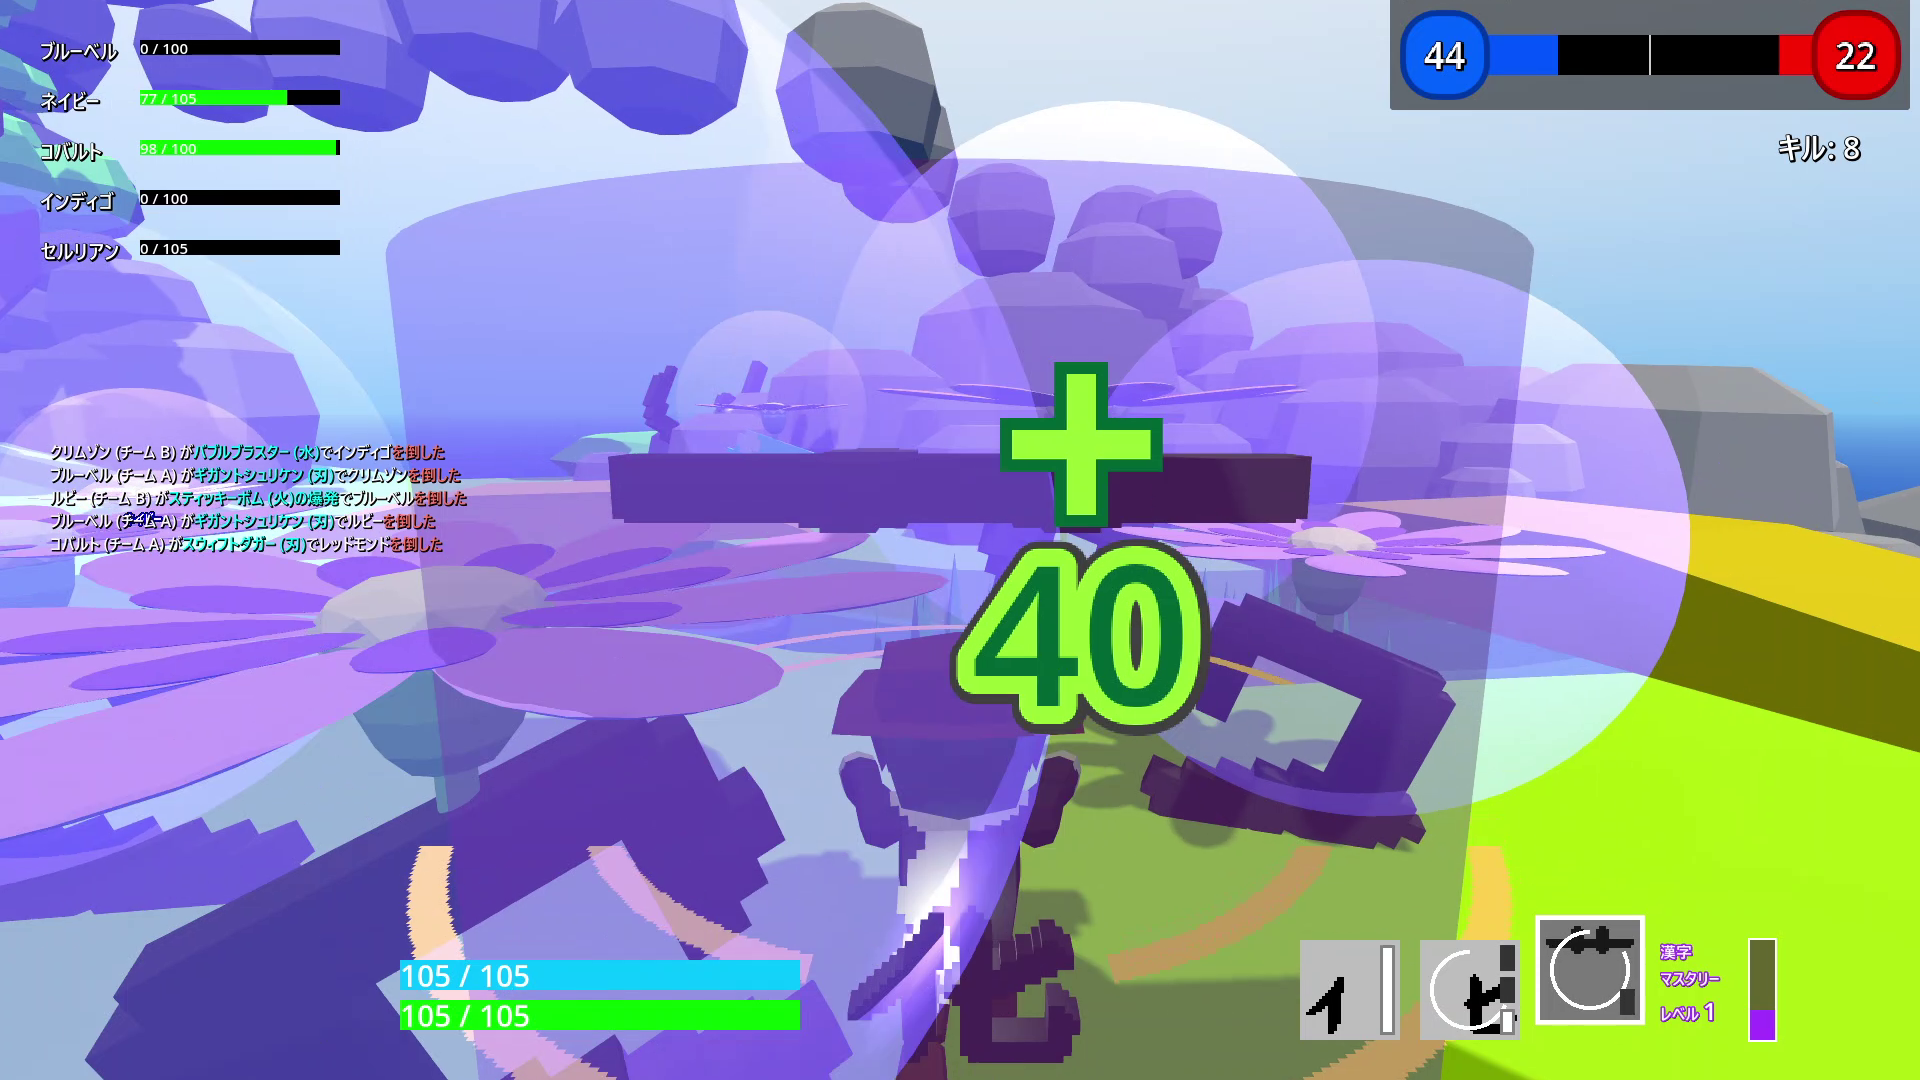 ブルーベル
0 / 100
ネイビー
77 / 105
コバルト
98 / 100
インディゴ
0 / 100
セルリアン
0 / 105
44
22
キル: 8
クリムゾン (チーム B) がバブルブラスター (水)でインディゴを倒した
ブルーベル (チーム A) がギガントシュリケン (刃)でクリムゾンを倒した
ルビー (チーム B) がスティッキーボム (火)の爆発でブルーベルを倒した
ブルーベル (チーム A) がギガントシュリケン (刃)でルビーを倒した
ネイビー
コバルト (チーム A) がスウィフトダガー (刃)でレッドモンドを倒した
+
40
105 / 105
105 / 105
漢字
マスタリー
レベル 1